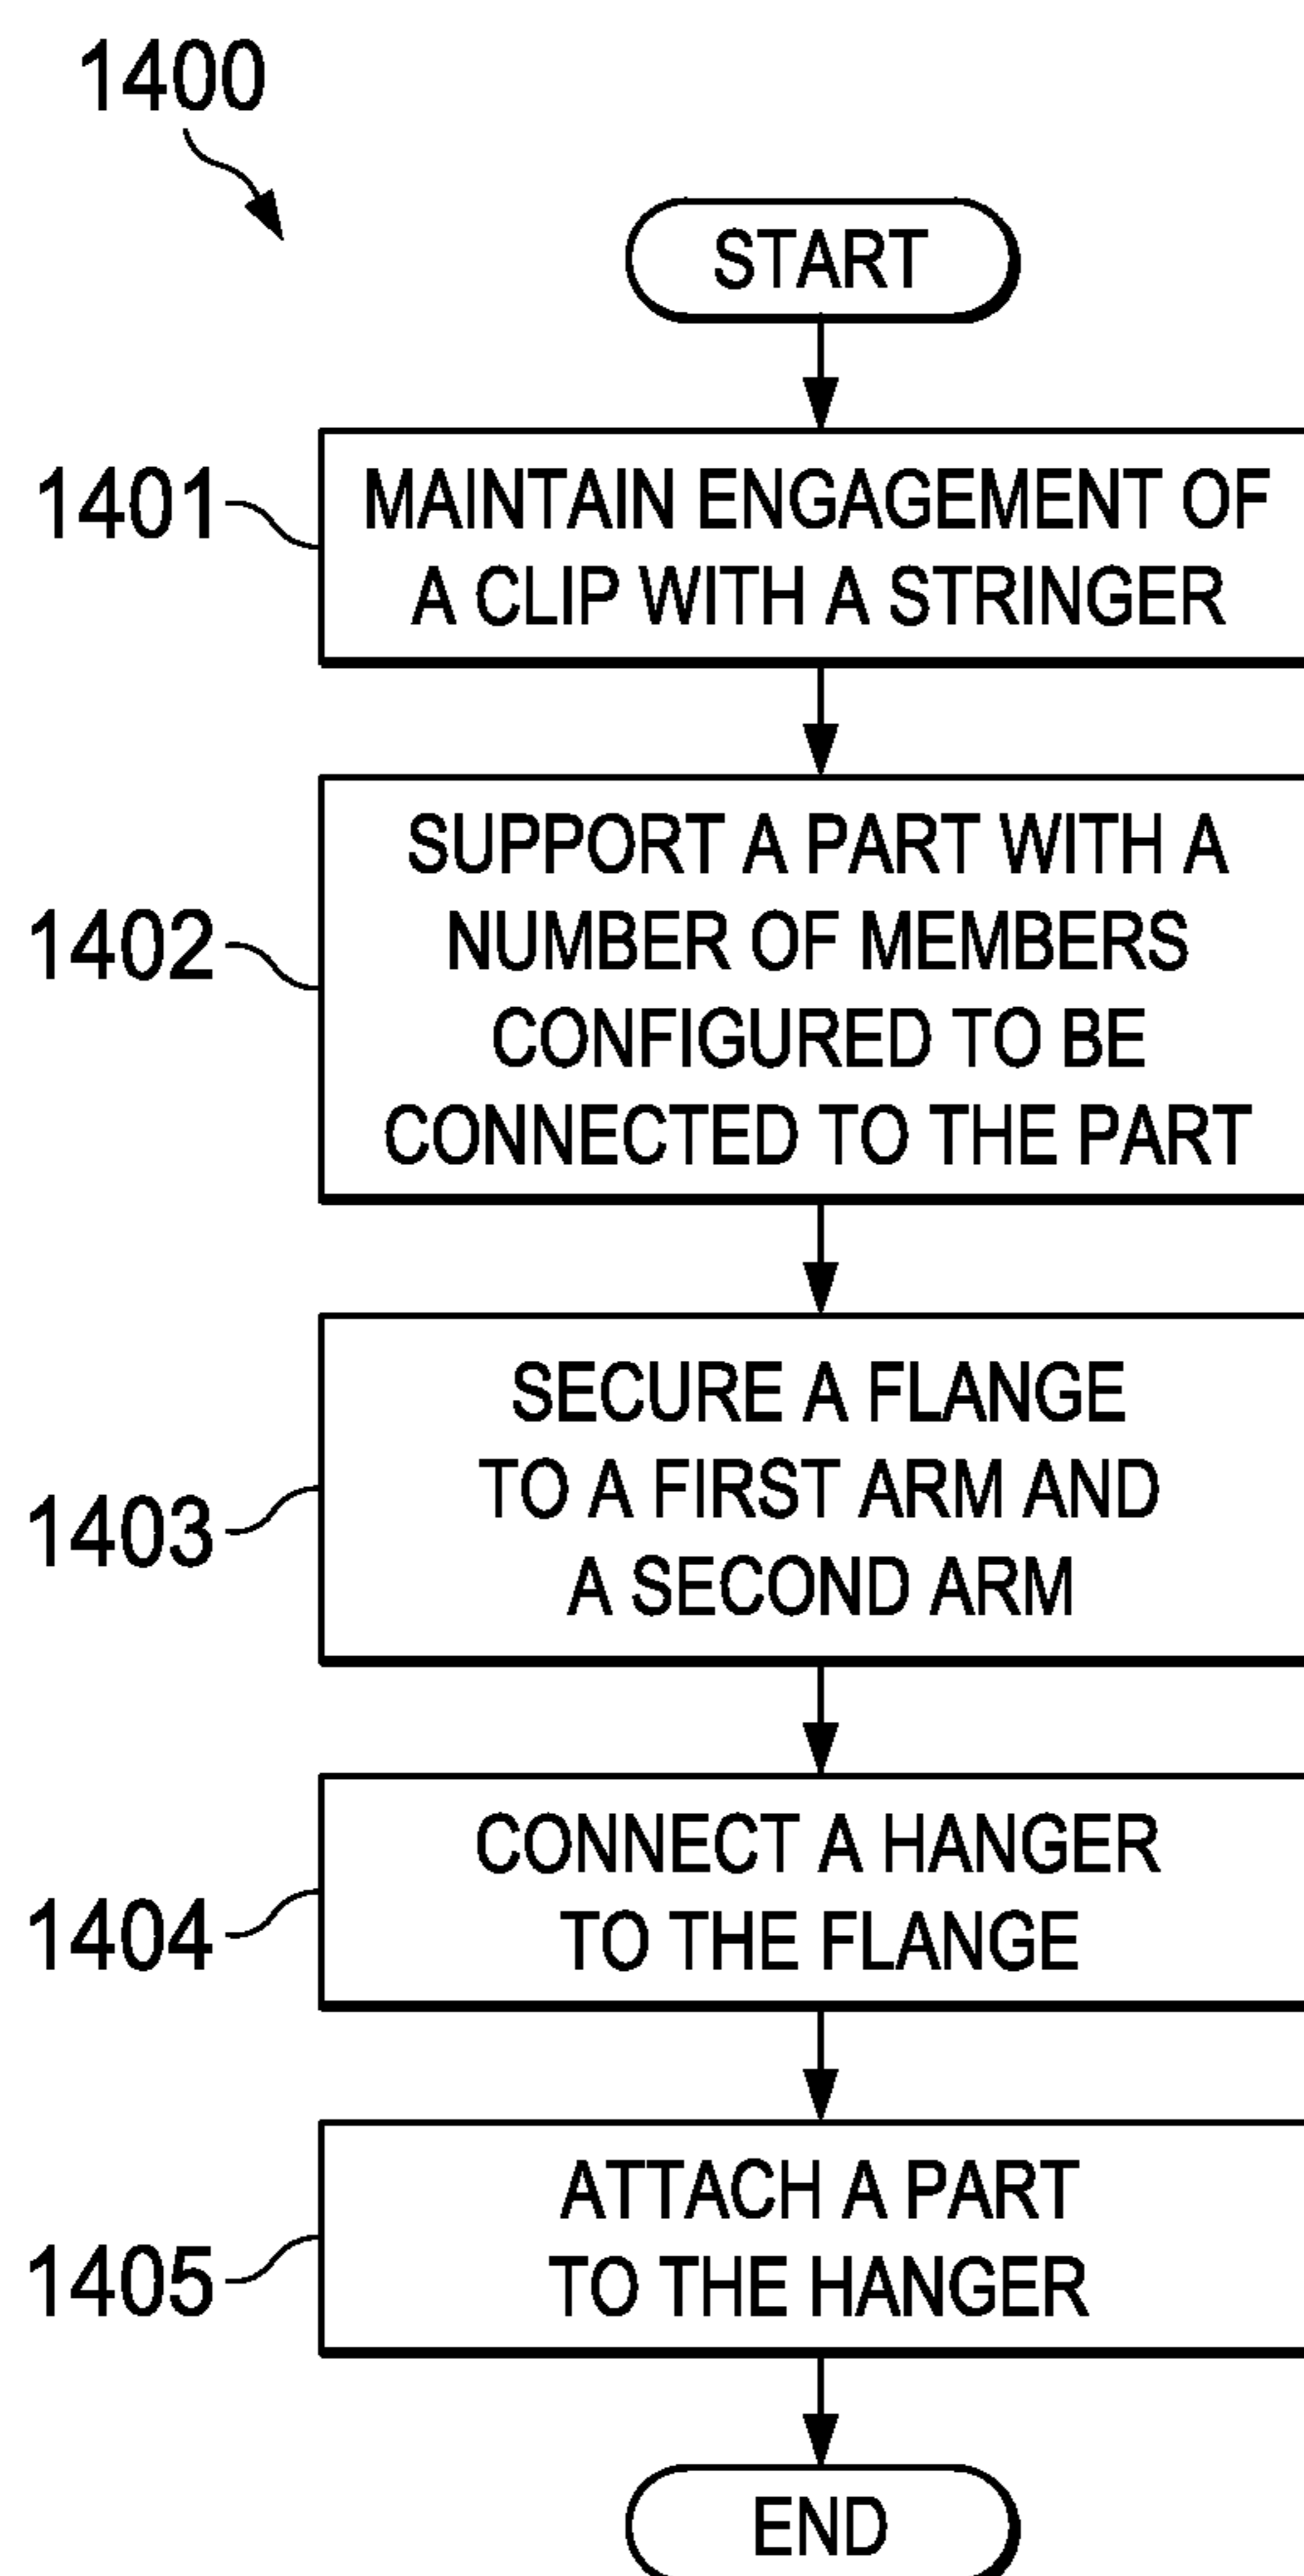 1400
START
1401
MAINTAIN ENGAGEMENT OF
A CLIP WITH A STRINGER
1402
SUPPORT A PART WITH A
NUMBER OF MEMBERS
CONFIGURED TO BE
CONNECTED TO THE PART
1403
SECURE A FLANGE
TO A FIRST ARM AND
A SECOND ARM
1404
CONNECT A HANGER
TO THE FLANGE
1405
ATTACH A PART
TO THE HANGER
END